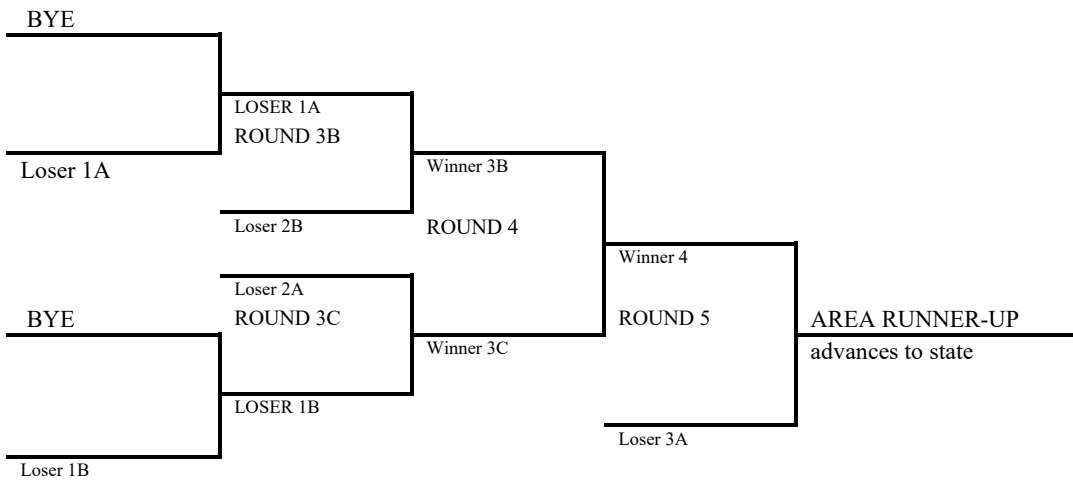 BYE
LOSER 1A
ROUND 3B
Loser 1A
Winner 3B
Loser 2B
ROUND 4
Winner 4
Loser 2A
BYE
ROUND 3C
ROUND 5
AREA RUNNER-UP
Winner 3C
advances to state
LOSER 1B
Loser 3A
Loser 1B